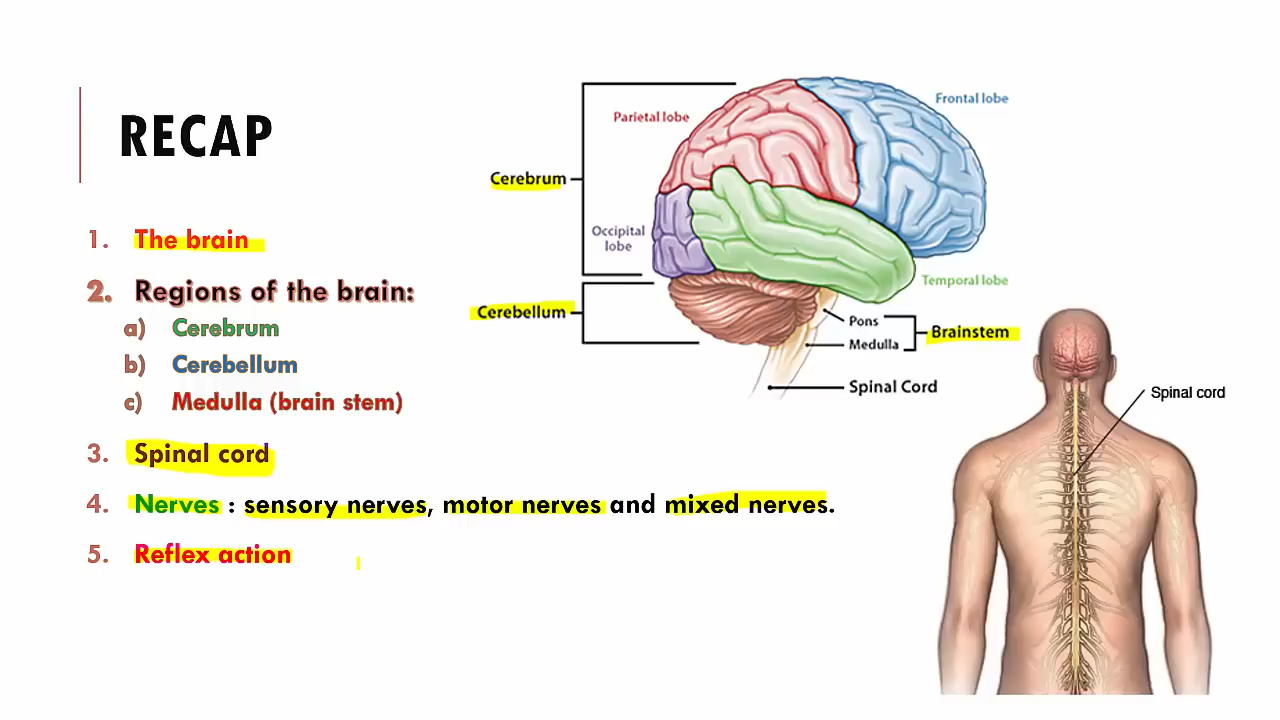 RECAP
1. The brain
2. Regions of the brain:
a) Cerebrum
b) Cerebellum
c) Medulla (brain stem)
3. Spinal cord
4. Nerves : sensory nerves, motor nerves and mixed nerves.
5. Reflex action
Parietal lobe
Frontal lobe
Cerebrum
Occipital
lobe
Temporal lobe
Cerebellum
Pons
Medulla
Brainstem
Spinal Cord
Spinal cord